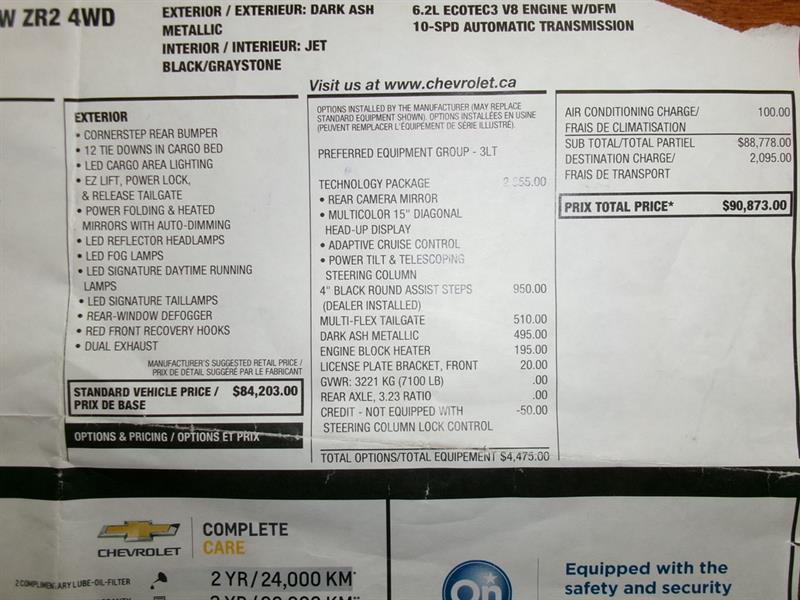 W ZR2 4WD
EXTERIOR / EXTERIEUR: DARK ASH
METALLIC
INTERIOR / INTERIEUR: JET
BLACK/GRAYSTONE
6.2L ECOTEC3 V8 ENGINE W/DFM
10-SPD AUTOMATIC TRANSMISSION
Visit us at www.chevrolet.ca
EXTERIOR
• CORNERSTEP REAR BUMPER
• 12 TIE DOWNS IN CARGO BED
• LED CARGO AREA LIGHTING
• EZ LIFT, POWER LOCK,
& RELEASE TAILGATE
• POWER FOLDING & HEATED
MIRRORS WITH AUTO-DIMMING
• LED REFLECTOR HEADLAMPS
• LED FOG LAMPS
• LED SIGNATURE DAYTIME RUNNING
LAMPS
• LED SIGNATURE TAILLAMPS
• REAR-WINDOW DEFOGGER
• RED FRONT RECOVERY HOOKS
• DUAL EXHAUST
MANUFACTURER'S SUGGESTED RETAIL PRICE /
PRIX DE DÉTAIL SUGGÉRÉ PAR LE FABRICANT
STANDARD VEHICLE PRICE / $84,203.00
PRIX DE BASE
OPTIONS & PRICING / OPTIONS ET PRIX
OPTIONS INSTALLED BY THE MANUFACTURER (MAY REPLACE
STANDARD EQUIPMENT SHOWN). OPTIONS INSTALLÉES EN USINE
(PEUVENT REMPLACER L'ÉQUIPEMENT DE SÉRIE ILLUSTRÉ).
PREFERRED EQUIPMENT GROUP - 3LT
TECHNOLOGY PACKAGE 2,355.00
• REAR CAMERA MIRROR
• MULTICOLOR 15" DIAGONAL
HEAD-UP DISPLAY
• ADAPTIVE CRUISE CONTROL
• POWER TILT & TELESCOPING
STEERING COLUMN
4" BLACK ROUND ASSIST STEPS 950.00
(DEALER INSTALLED)
MULTI-FLEX TAILGATE 510.00
DARK ASH METALLIC 495.00
ENGINE BLOCK HEATER 195.00
LICENSE PLATE BRACKET, FRONT 20.00
GVWR: 3221 KG (7100 LB) .00
REAR AXLE, 3.23 RATIO .00
CREDIT - NOT EQUIPPED WITH -50.00
STEERING COLUMN LOCK CONTROL
TOTAL OPTIONS/TOTAL EQUIPEMENT $4,475.00
AIR CONDITIONING CHARGE/ 100.00
FRAIS DE CLIMATISATION
SUB TOTAL/TOTAL PARTIEL $88,778.00
DESTINATION CHARGE/ 2,095.00
FRAIS DE TRANSPORT
PRIX TOTAL PRICE* $90,873.00
CHEVROLET
COMPLETE
CARE
2 COMPLIMENTARY LUBE-OIL-FILTER
2 YR/24,000 KM*
On
Equipped with the
safety and security